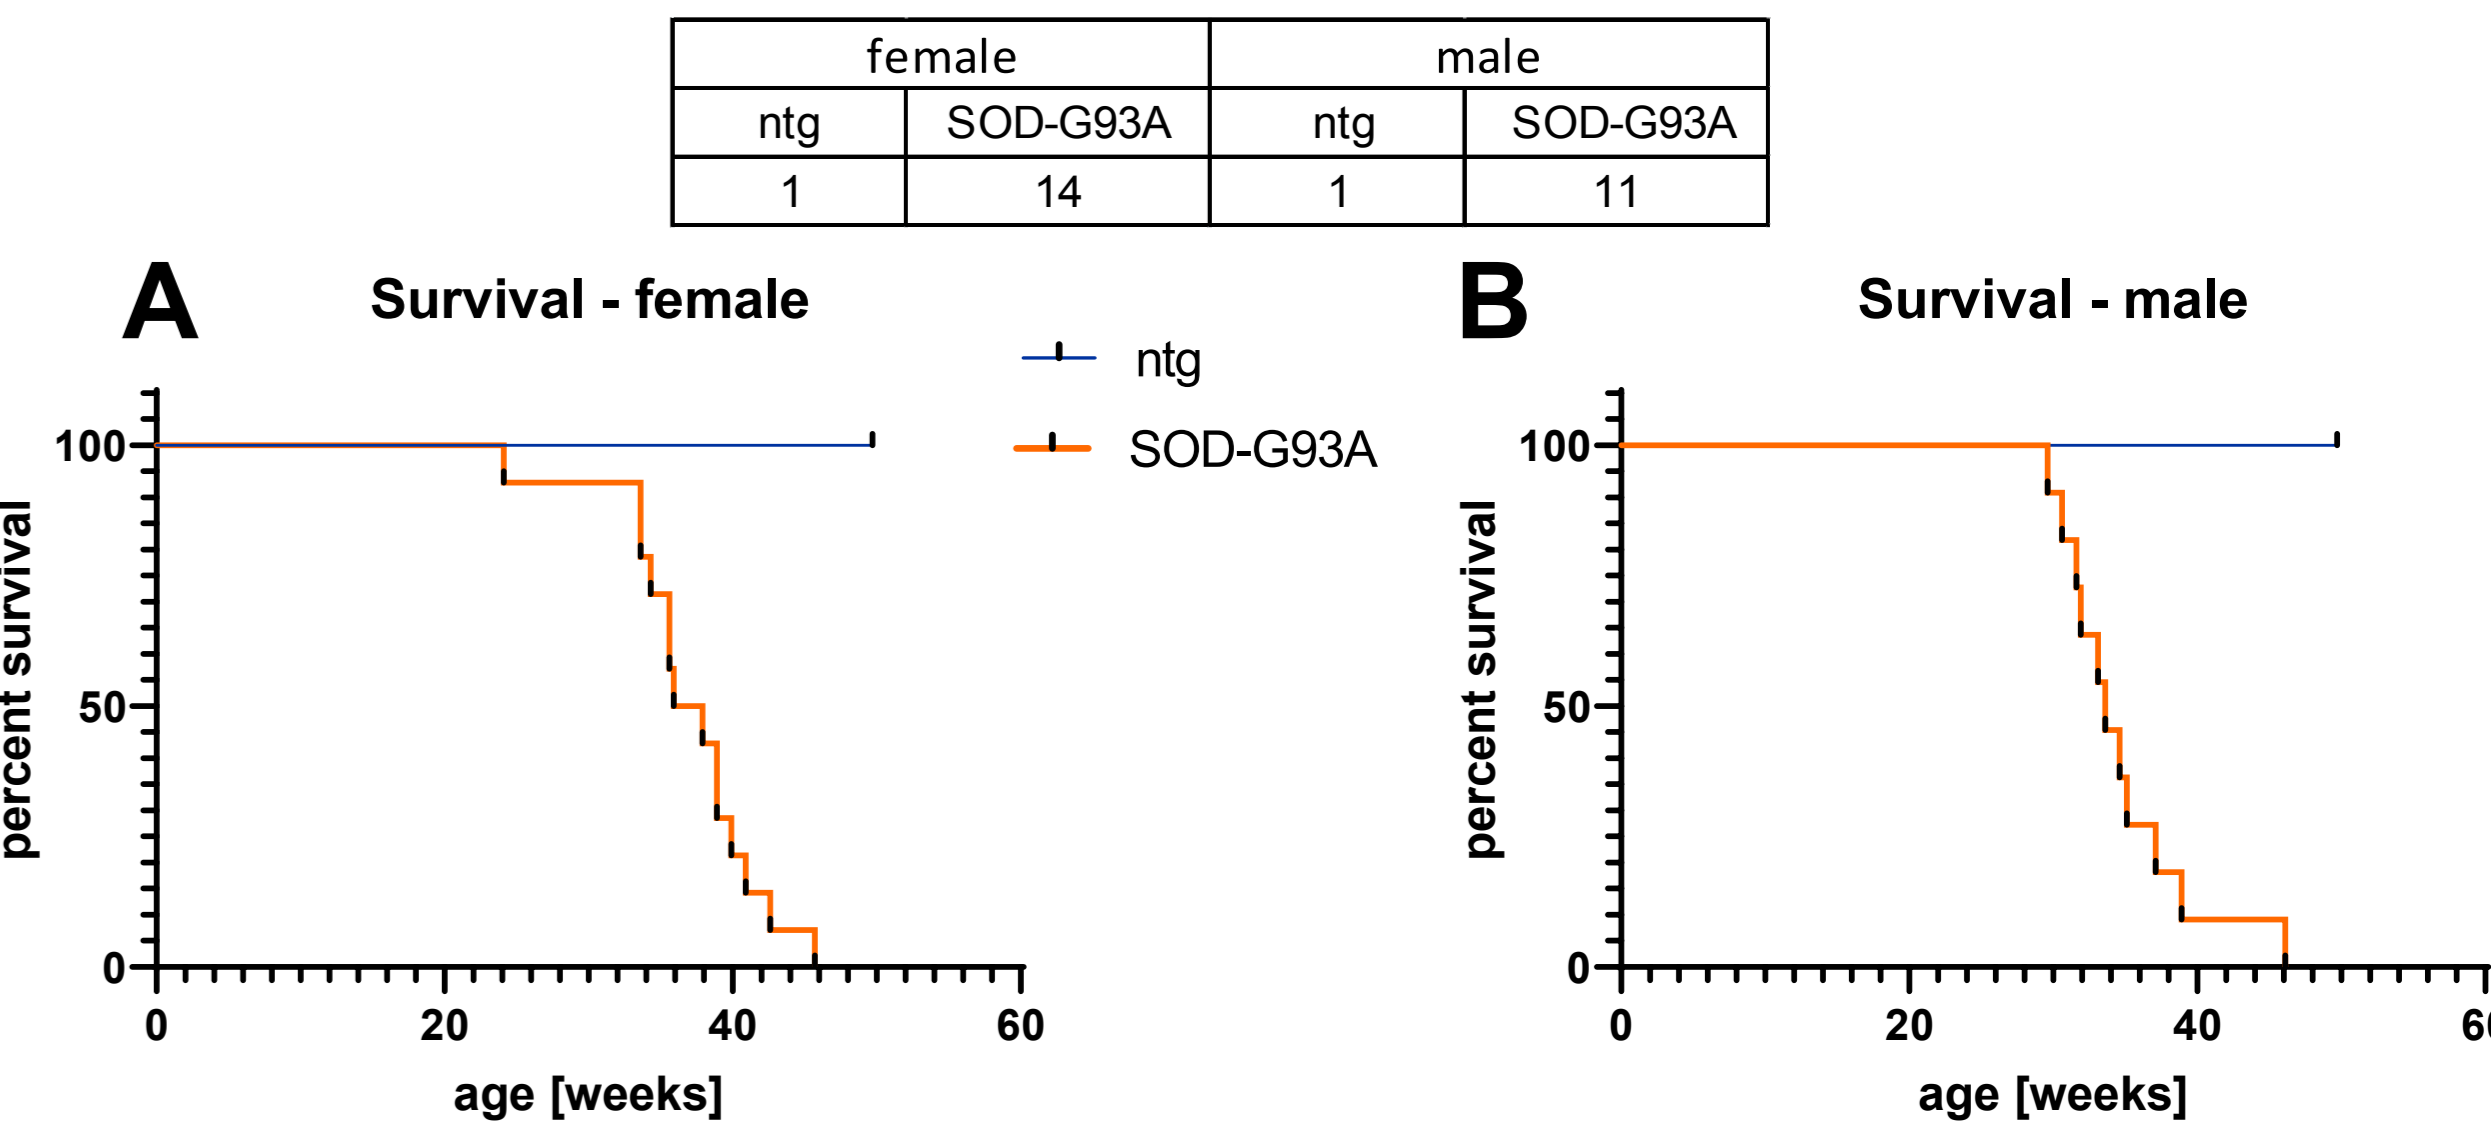 female male
ntg SOD-G93A ntg SOD-G93A
1 14 1 11
A Survival - female
ntg
SOD-G93A
percent survival
100
50
0
0 20 40 60
age [weeks]
B Survival - male
percent survival
100
50
0
0 20 40
age [weeks]